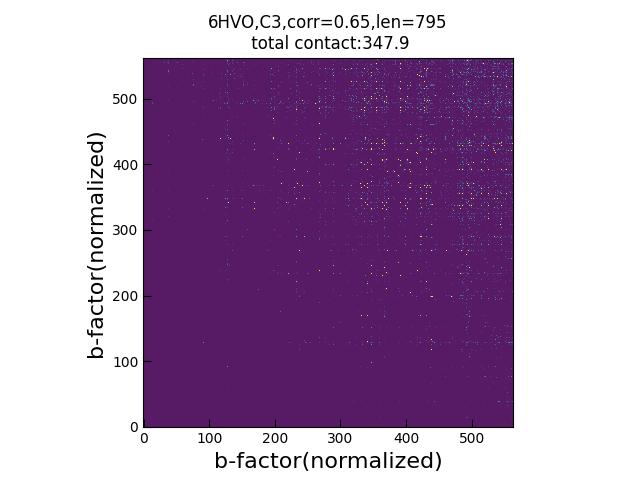 6HVO,C3,corr=0.65,len=795
total contact:347.9
500
400
300
200
100
0
b-factor(normalized)
0 100 200 300 400 500
b-factor(normalized)